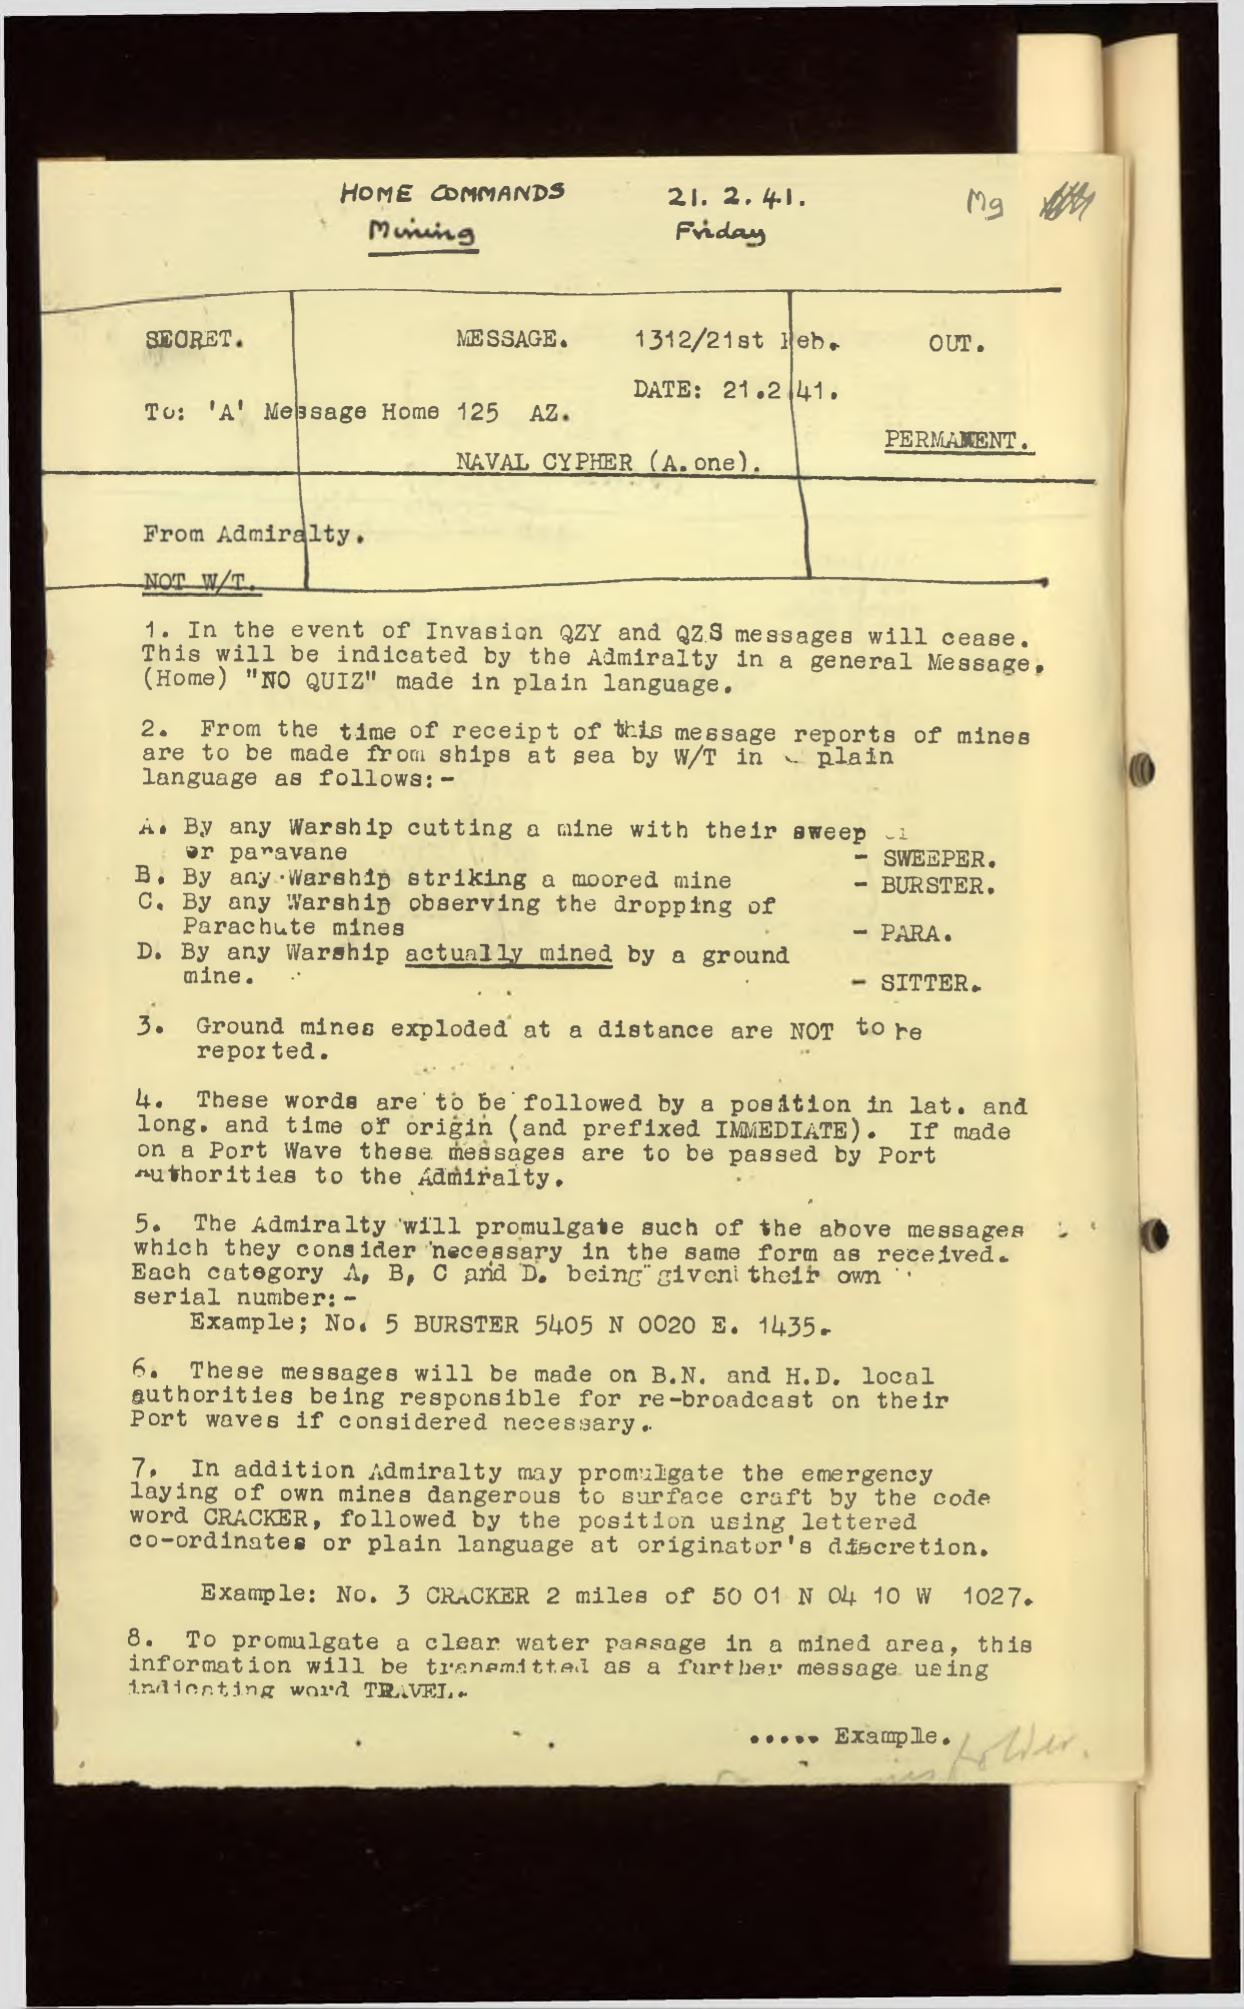 HOME COMMANDS 21. 2. 41. Mg
Mining Friday
SECRET. MESSAGE. 1312/21st Feb. OUT.
DATE: 21.2.41.
To: 'A' Message Home 125 AZ.
PERMANENT.
NAVAL CYPHER (A.one).
From Admiralty.
NOT W/T.
1. In the event of Invasion QZY and QZS messages will cease.
This will be indicated by the Admiralty in a general Message,
(Home) "NO QUIZ" made in plain language.
2. From the time of receipt of this message reports of mines
are to be made from ships at sea by W/T in plain
language as follows:-
A. By any Warship cutting a mine with their sweep
or paravane - SWEEPER.
B. By any Warship striking a moored mine - BURSTER.
C. By any Warship observing the dropping of
Parachute mines - PARA.
D. By any Warship actually mined by a ground
mine. - SITTER.
3. Ground mines exploded at a distance are NOT to be
reported.
4. These words are to be followed by a position in lat. and
long. and time of origin (and prefixed IMMEDIATE). If made
on a Port Wave these messages are to be passed by Port
Authorities to the Admiralty.
5. The Admiralty will promulgate such of the above messages
which they consider necessary in the same form as received.
Each category A, B, C and D. being given their own
serial number:-
Example; No. 5 BURSTER 5405 N 0020 E. 1435.
6. These messages will be made on B.N. and H.D. local
authorities being responsible for re-broadcast on their
Port waves if considered necessary.
7. In addition Admiralty may promulgate the emergency
laying of own mines dangerous to surface craft by the code
word CRACKER, followed by the position using lettered
co-ordinates or plain language at originator's discretion.
Example: No. 3 CRACKER 2 miles of 50 01 N 04 10 W 1027.
8. To promulgate a clear water passage in a mined area, this
information will be transmitted as a further message using
indicating word TRAVEL.
..... Example.
folder.